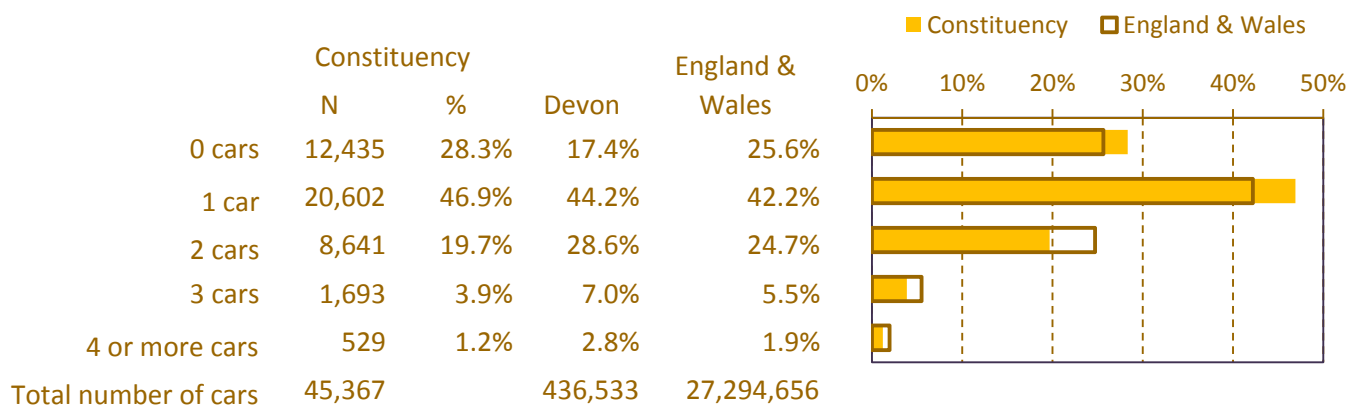 Constituency England & Wales
Constituency England & Wales
N % Devon
0% 10% 20% 30% 40% 50%
0 cars 12,435 28.3% 17.4% 25.6%
1 car 20,602 46.9% 44.2% 42.2%
2 cars 8,641 19.7% 28.6% 24.7%
3 cars 1,693 3.9% 7.0% 5.5%
4 or more cars 529 1.2% 2.8% 1.9%
Total number of cars 45,367 436,533 27,294,656